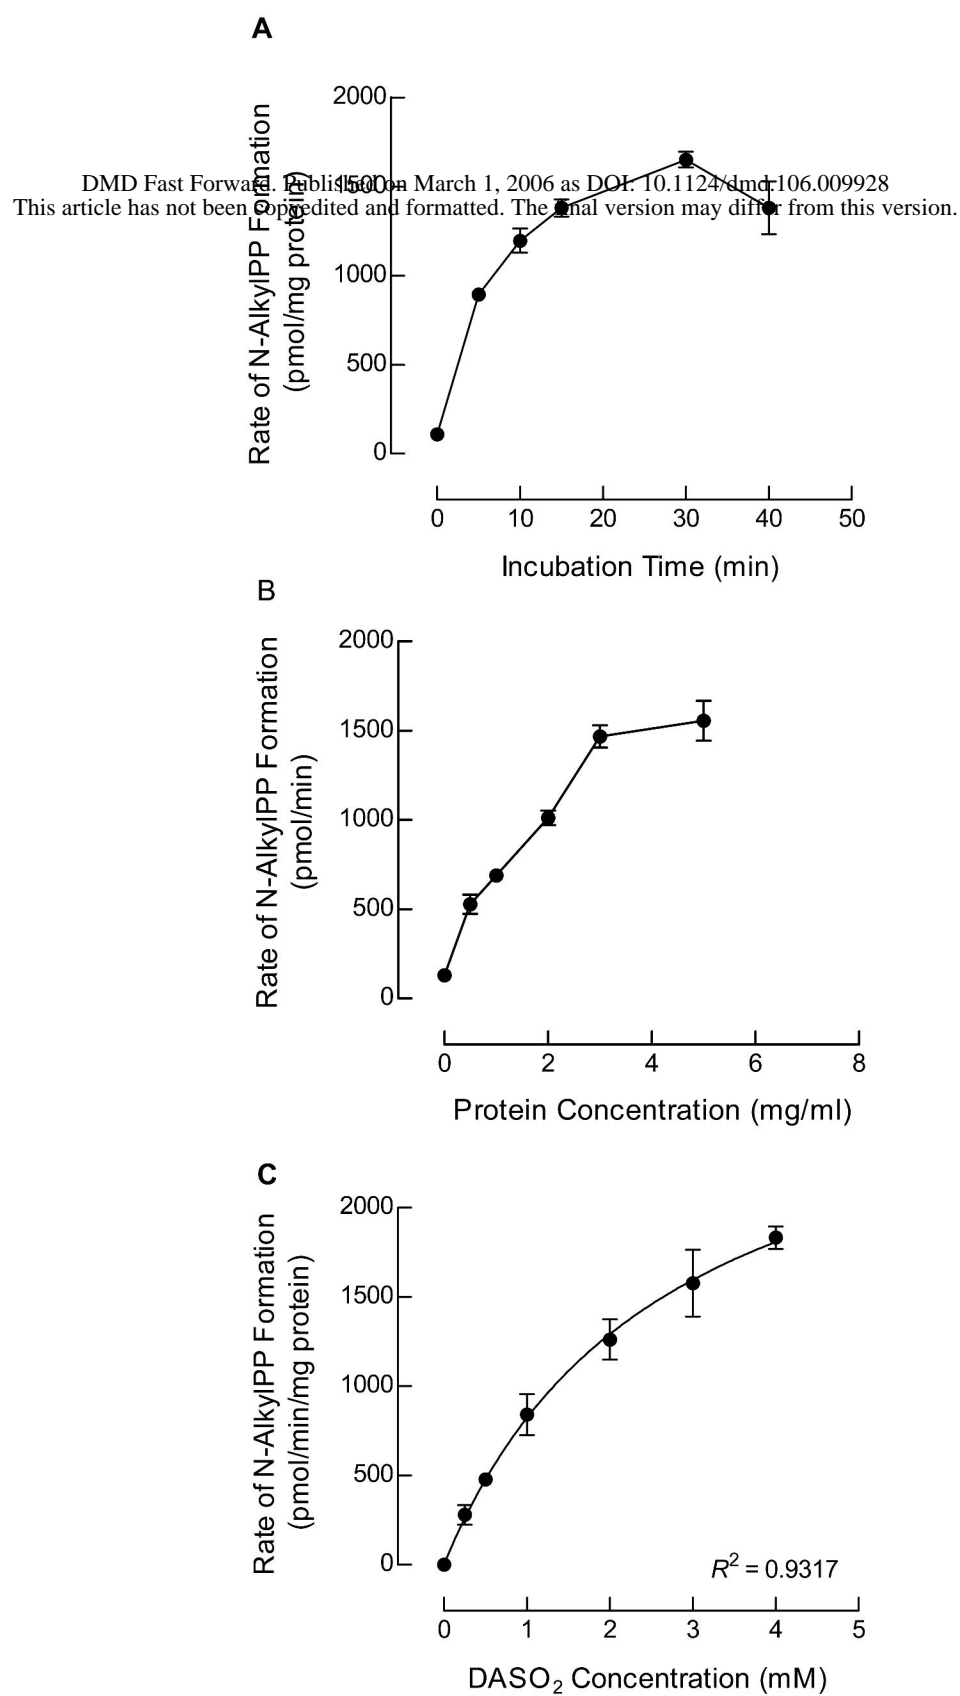 A
2000
1500
1000
500
0
Rate of N-AlkylPP Formation
(pmol/mg protein)
DMD Fast Forward. Published on March 1, 2006 as DOI: 10.1124/dmd.106.009928
This article has not been copyedited and formatted. The final version may differ from this version.
0 10 20 30 40 50
Incubation Time (min)
B
2000
1500
1000
500
0
Rate of N-AlkylPP Formation
(pmol/min)
0 2 4 6 8
Protein Concentration (mg/ml)
C
2000
1500
1000
500
0
Rate of N-AlkylPP Formation
(pmol/min/mg protein)
R² = 0.9317
0 1 2 3 4 5
DASO₂ Concentration (mM)